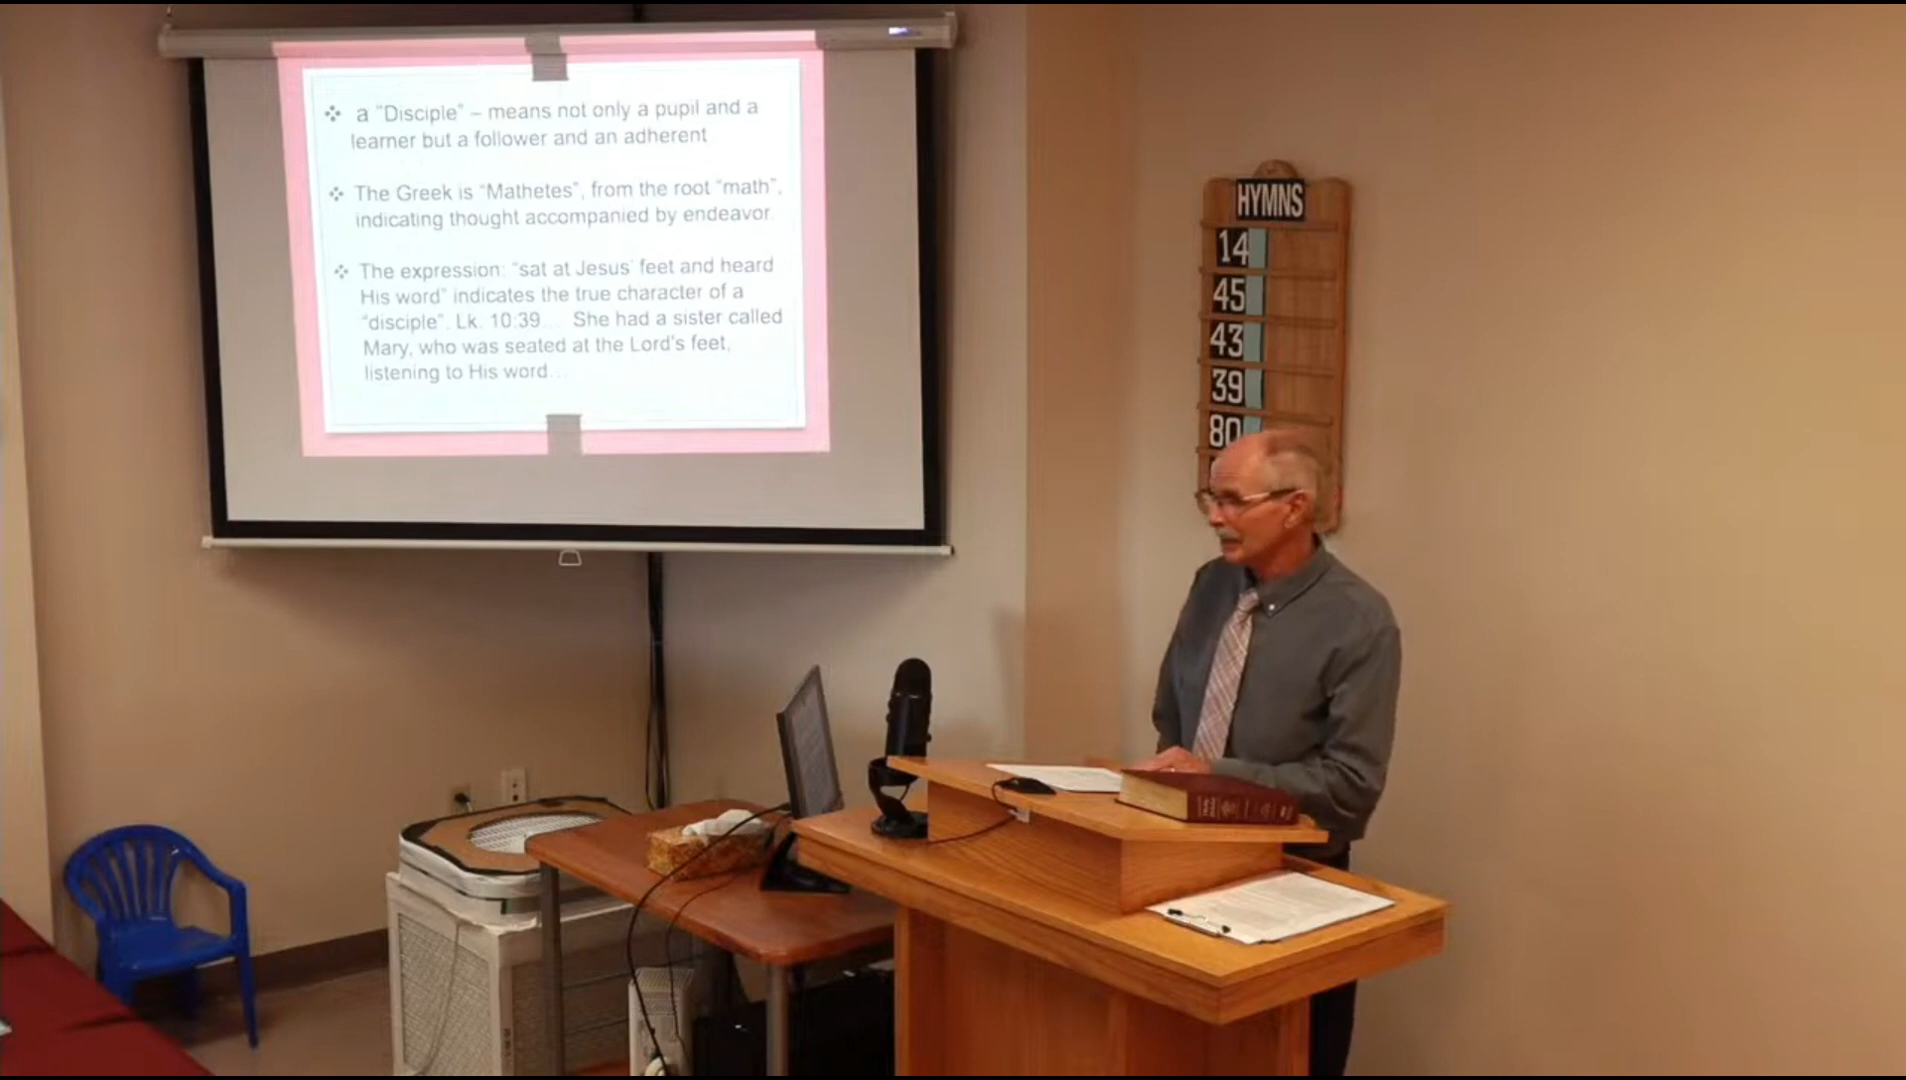 a “Disciple” – means not only a pupil and a
learner but a follower and an adherent
The Greek is “Mathetes”, from the root “math”,
indicating thought accompanied by endeavor.
The expression: “sat at Jesus’ feet and heard
His word” indicates the true character of a
“disciple”. Lk. 10:39… She had a sister called
Mary, who was seated at the Lord’s feet,
listening to His word…
HYMNS
14
45
43
39
80